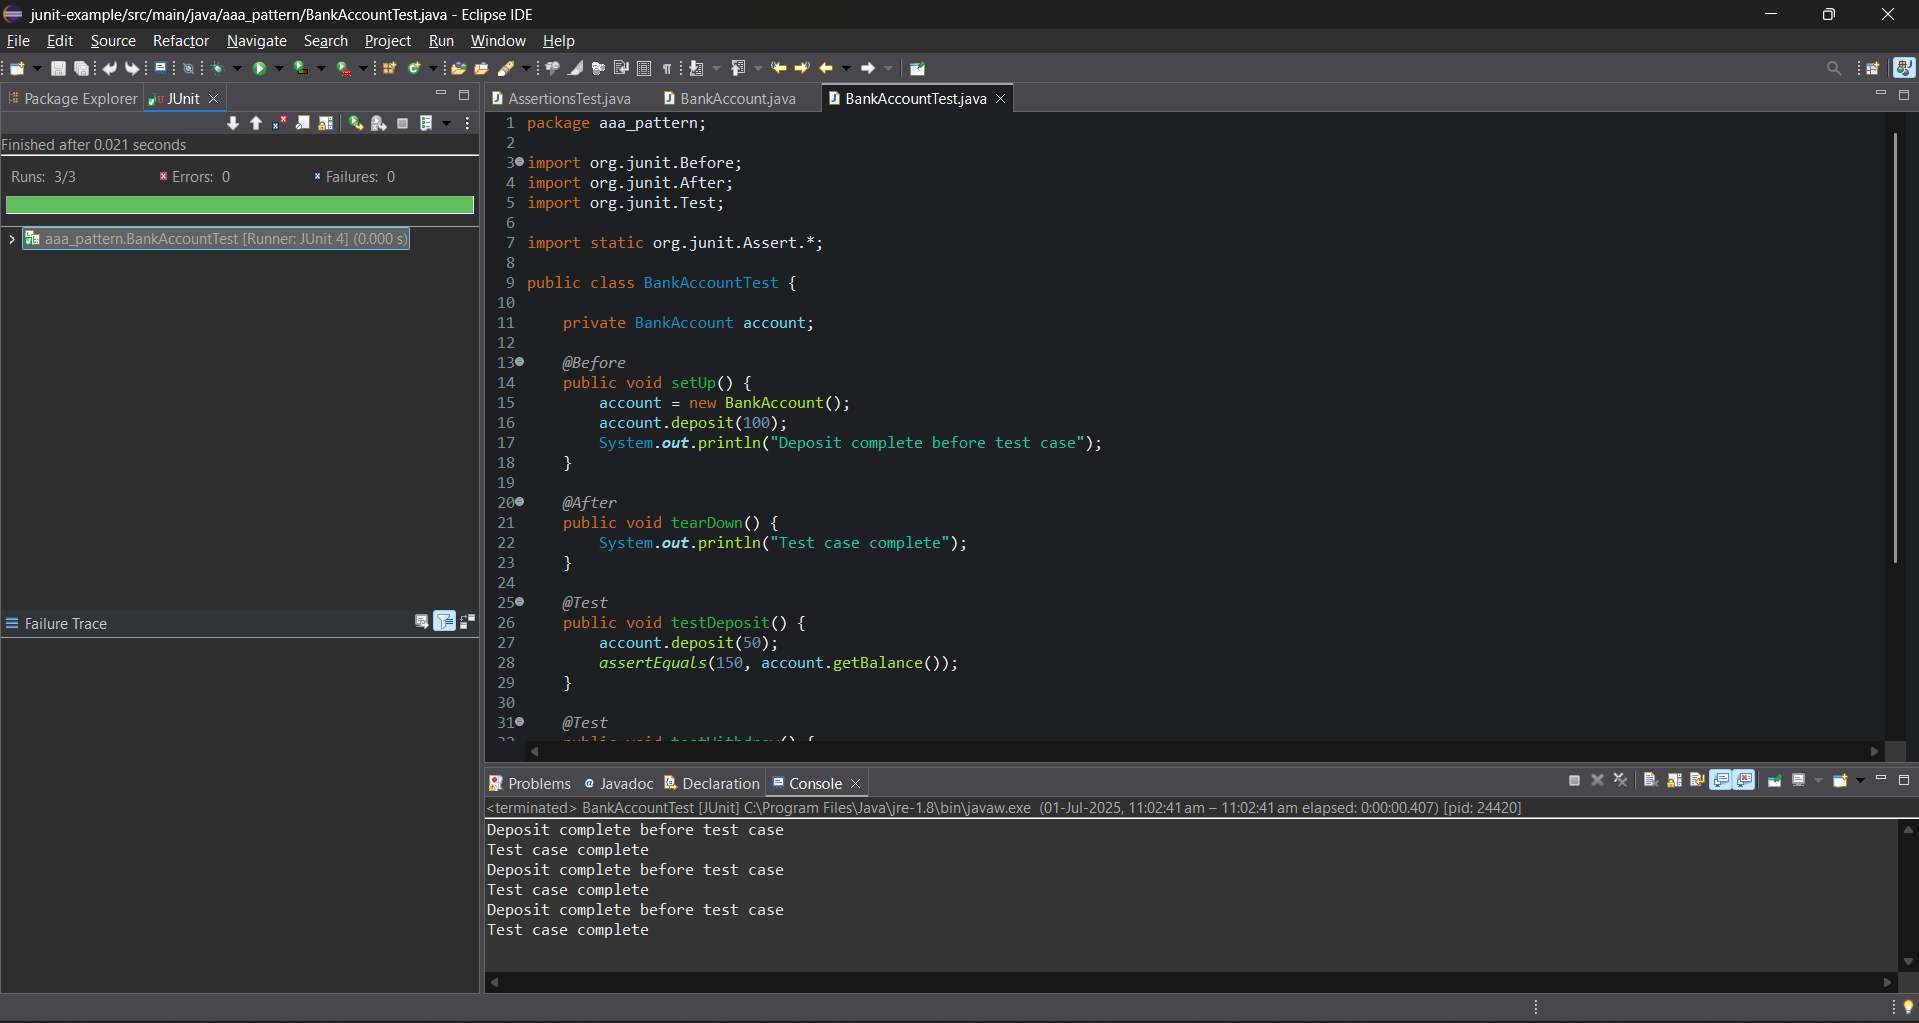 junit-example/src/main/java/aaa_pattern/BankAccountTest.java - Eclipse IDE
File Edit Source Refactor Navigate Search Project Run Window Help
Package Explorer JUnit
Finished after 0.021 seconds
Runs: 3/3 Errors: 0 Failures: 0
aaa_pattern.BankAccountTest [Runner: JUnit 4] (0.000 s)
Failure Trace
AssertionsTest.java BankAccount.java BankAccountTest.java
1 package aaa_pattern;
2
3 import org.junit.Before;
4 import org.junit.After;
5 import org.junit.Test;
6
7 import static org.junit.Assert.*;
8
9 public class BankAccountTest {
10
11 private BankAccount account;
12
13 @Before
14 public void setUp() {
15 account = new BankAccount();
16 account.deposit(100);
17 System.out.println("Deposit complete before test case");
18 }
19
20 @After
21 public void tearDown() {
22 System.out.println("Test case complete");
23 }
24
25 @Test
26 public void testDeposit() {
27 account.deposit(50);
28 assertEquals(150, account.getBalance());
29 }
30
31 @Test
Problems Javadoc Declaration Console
<terminated> BankAccountTest [JUnit] C:\Program Files\Java\jre-1.8\bin\javaw.exe (01-Jul-2025, 11:02:41 am – 11:02:41 am elapsed: 0:00:00.407) [pid: 24420]
Deposit complete before test case
Test case complete
Deposit complete before test case
Test case complete
Deposit complete before test case
Test case complete